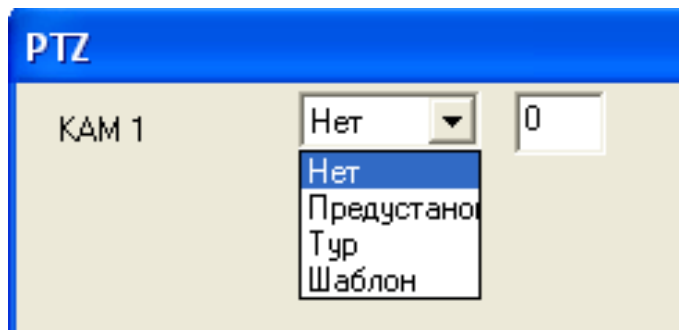 PTZ
КАМ 1 Нет 0
Нет
Предустано
Тур
Шаблон